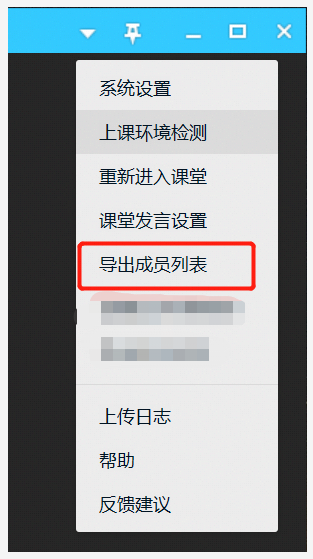 系统设置
上课环境检测
重新进入课堂
课堂发言设置
导出成员列表
上传日志
帮助
反馈建议